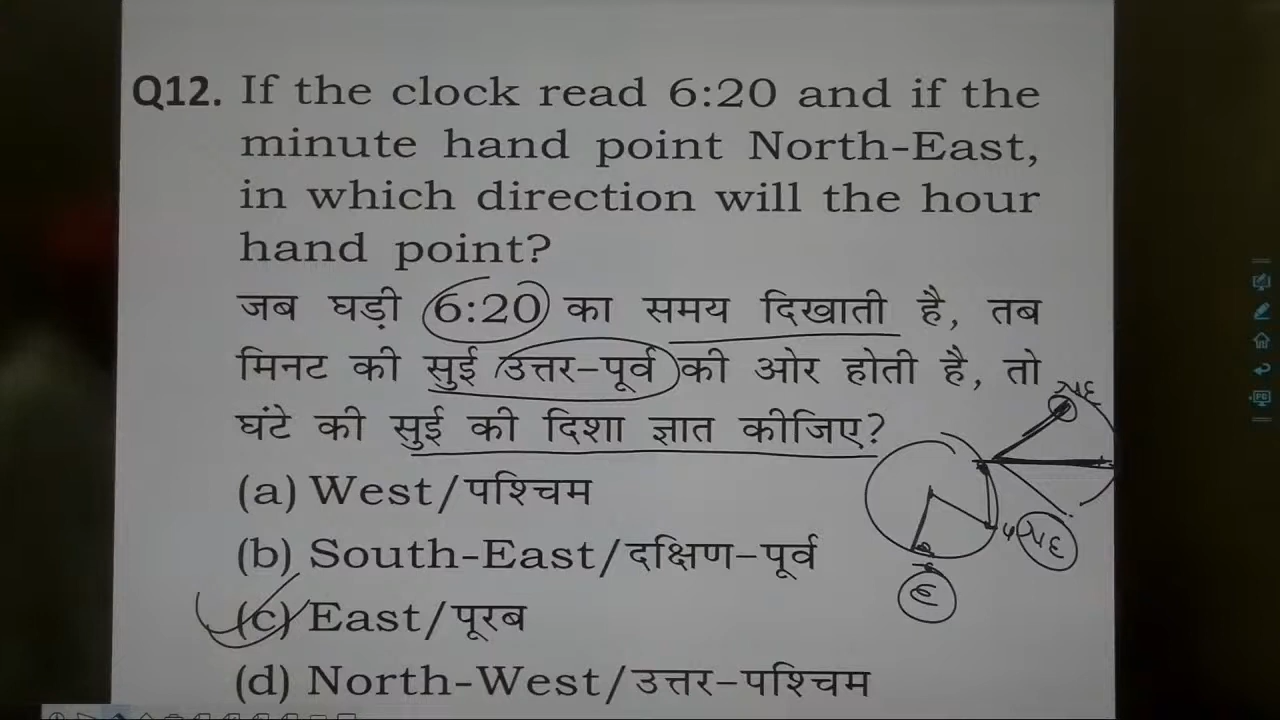 Q12. If the clock read 6:20 and if the
minute hand point North-East,
in which direction will the hour
hand point?
जब घड़ी 6:20 का समय दिखाती है, तब
मिनट की सुई उत्तर-पूर्व की ओर होती है, तो
घंटे की सुई की दिशा ज्ञात कीजिए?
(a) West/पश्चिम
(b) South-East/दक्षिण-पूर्व
(c) East/पूरब
(d) North-West/उत्तर-पश्चिम